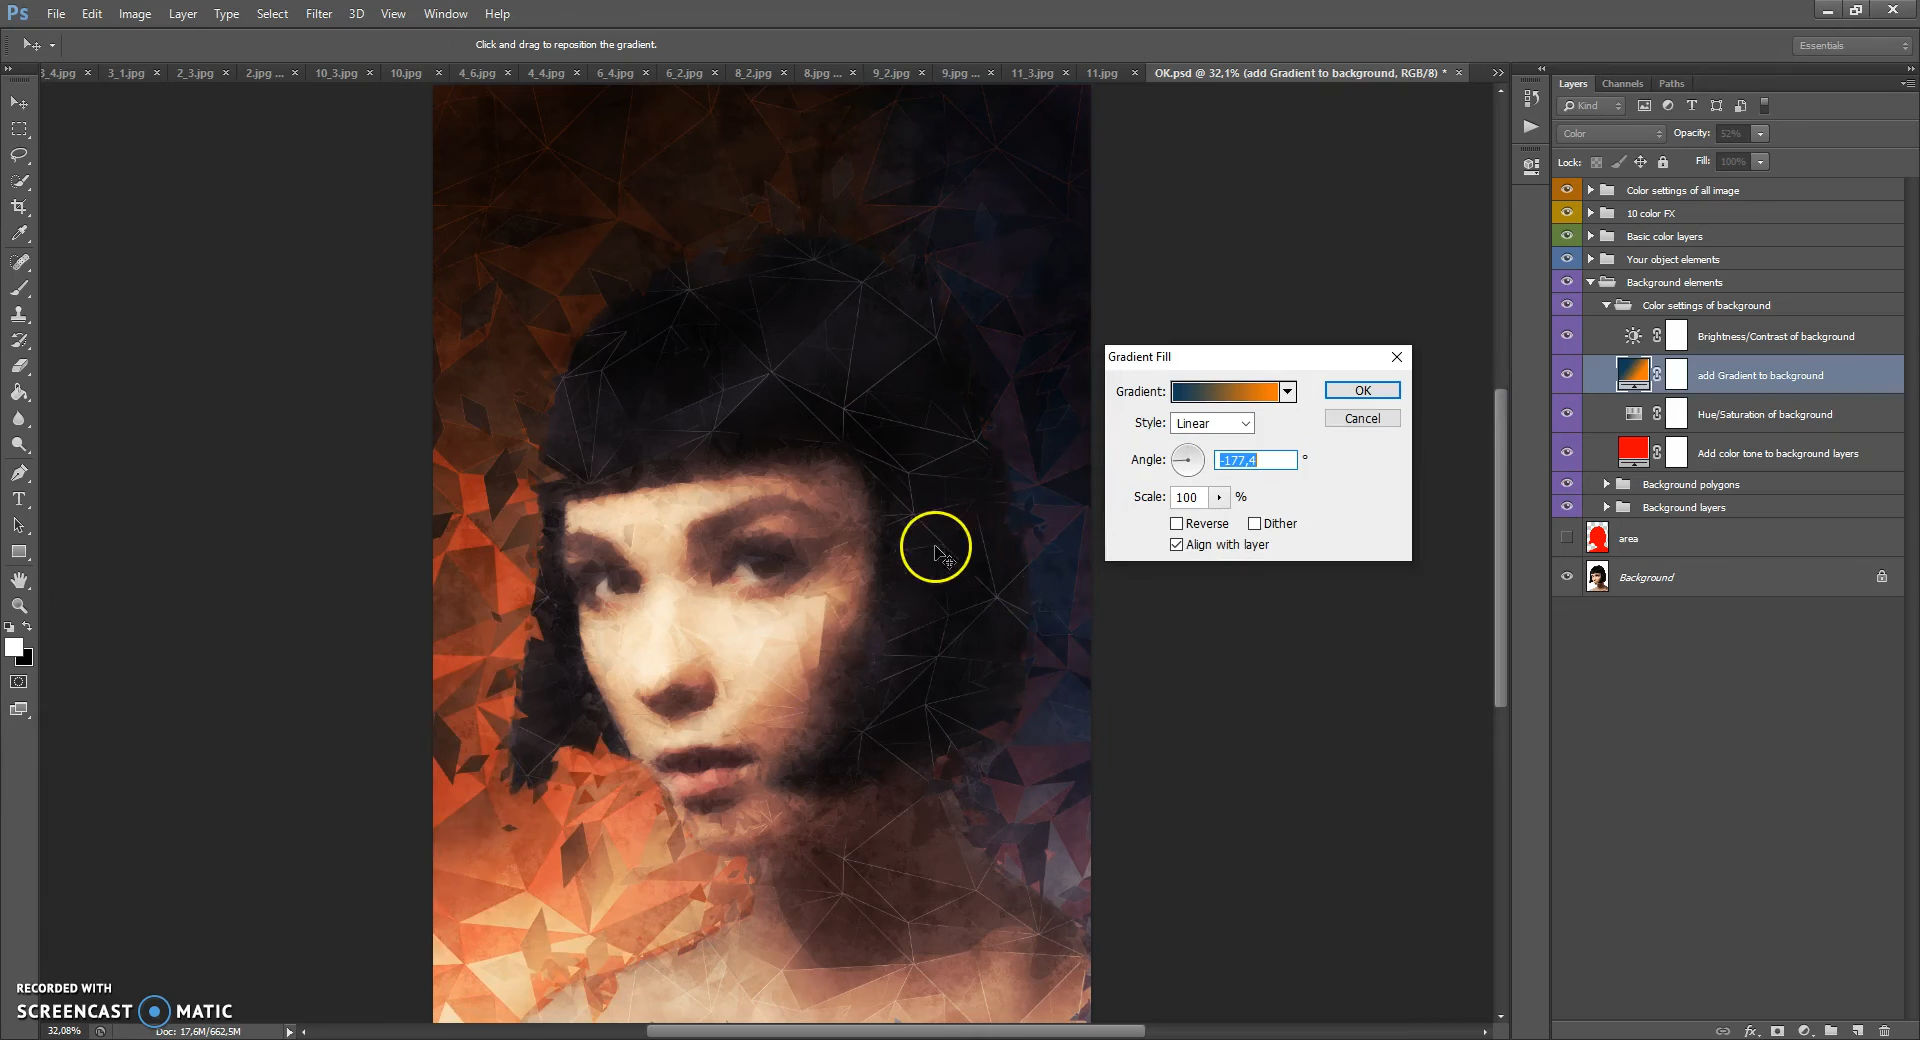 Ps File Edit Image Layer Type Select Filter 3D View Window Help
Click and drag to reposition the gradient.
Essentials
3_4.jpg 3_1.jpg 2_3.jpg 2.jpg ... 10_3.jpg 10.jpg 4_6.jpg 4_4.jpg 6_4.jpg 6_2.jpg 8_2.jpg 8.jpg ... 9_2.jpg 9.jpg ... 11_3.jpg 11.jpg OK.psd @ 32,1% (add Gradient to background, RGB/8) *
Layers Channels Paths
Kind
Color Opacity: 52%
Lock: Fill: 100%
Color settings of all image
10 color FX
Basic color layers
Your object elements
Background elements
Color settings of background
Brightness/Contrast of background
add Gradient to background
Hue/Saturation of background
Add color tone to background layers
Background polygons
Background layers
area
Background
Gradient Fill
Gradient: OK
Style: Linear Cancel
Angle: -177,4 °
Scale: 100 %
Reverse Dither
Align with layer
RECORDED WITH
SCREENCAST MATIC
32,08% Doc: 17,6M/662,5M
fx